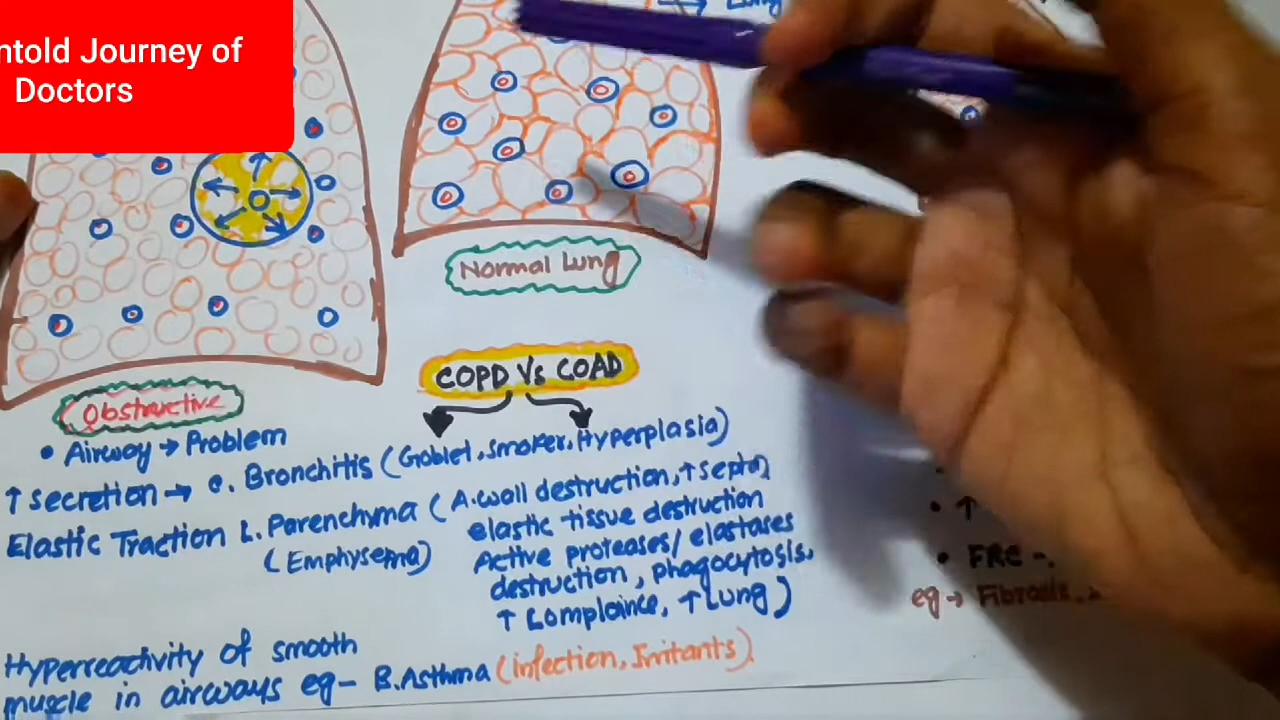 ntold Journey of
Doctors
Lung
Normal Lung
Obstructive
COPD Vs COAD
• Airway → Problem
↑ secretion → c. Bronchitis (Goblet, smoker, Hyperplasia)
Elastic Traction L. Parenchyma (A.wall destruction, ↑ septa,
(Emphysema) elastic tissue destruction
Active proteases/elastases
destruction, phagocytosis,
↑ Complaince, ↑ Lung)
Hyperreactivity of smooth
muscle in airways eg- B.Asthma (infection, Irritants)
• ↑
• FRC
eg → Fibrosis